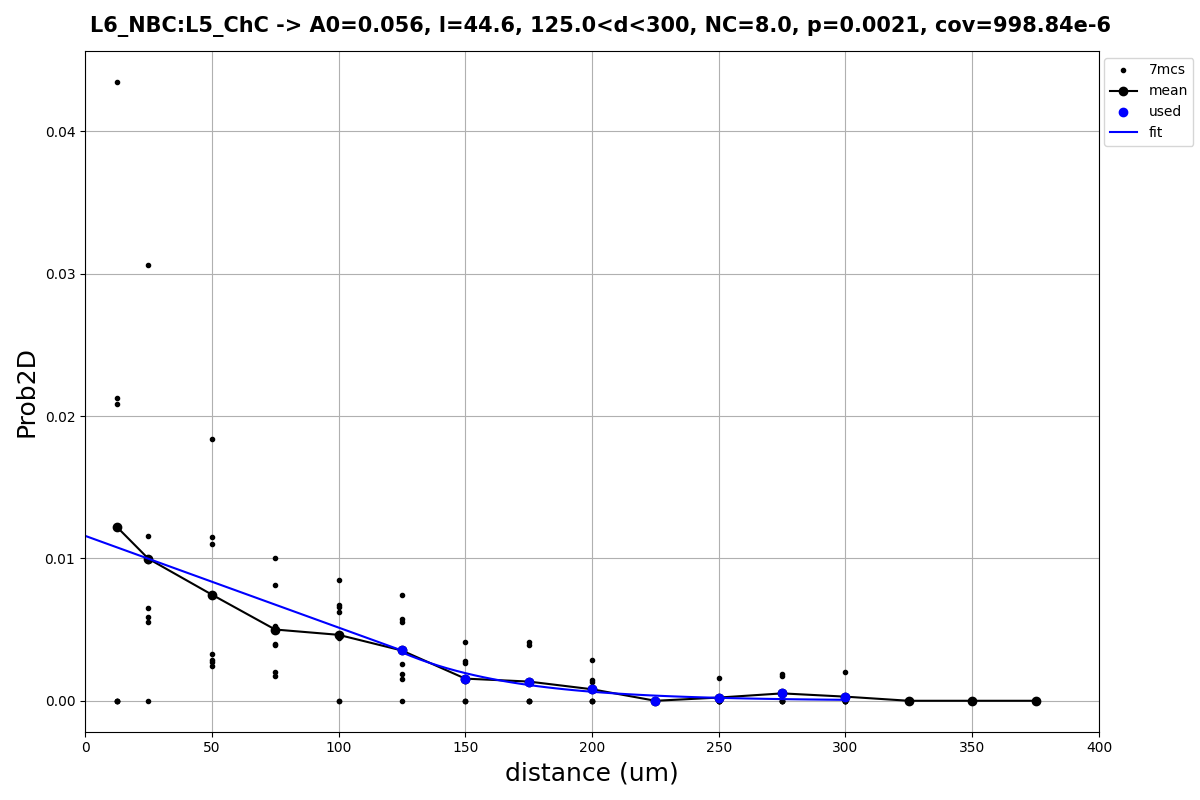 L6_NBC:L5_ChC -> A0=0.056, l=44.6, 125.0<d<300, NC=8.0, p=0.0021, cov=998.84e-6
7mcs
mean
used
fit
Prob2D
0.04
0.03
0.02
0.01
0.00
0 50 100 150 200 250 300 350 400
distance (um)